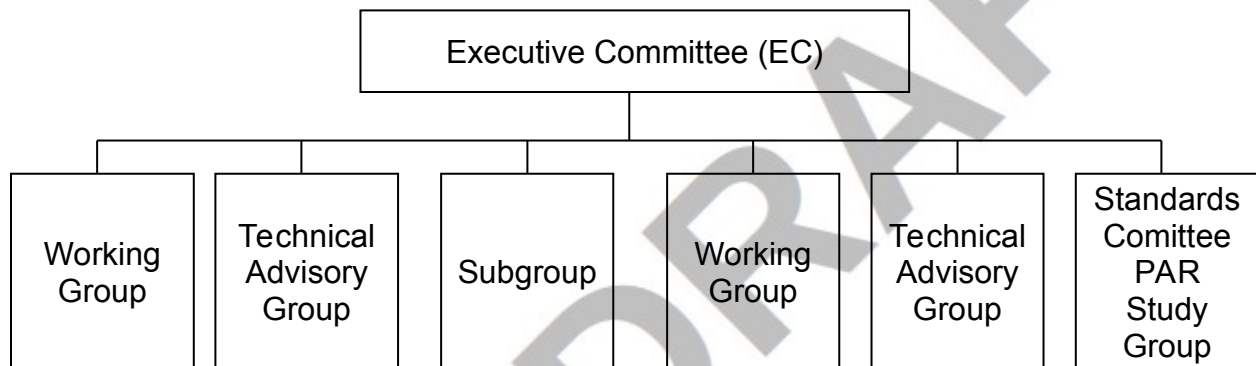 Executive Committee (EC)
Working
Group
Technical
Advisory
Group
Subgroup
Working
Group
Technical
Advisory
Group
Standards
Comittee
PAR
Study
Group
DRAF